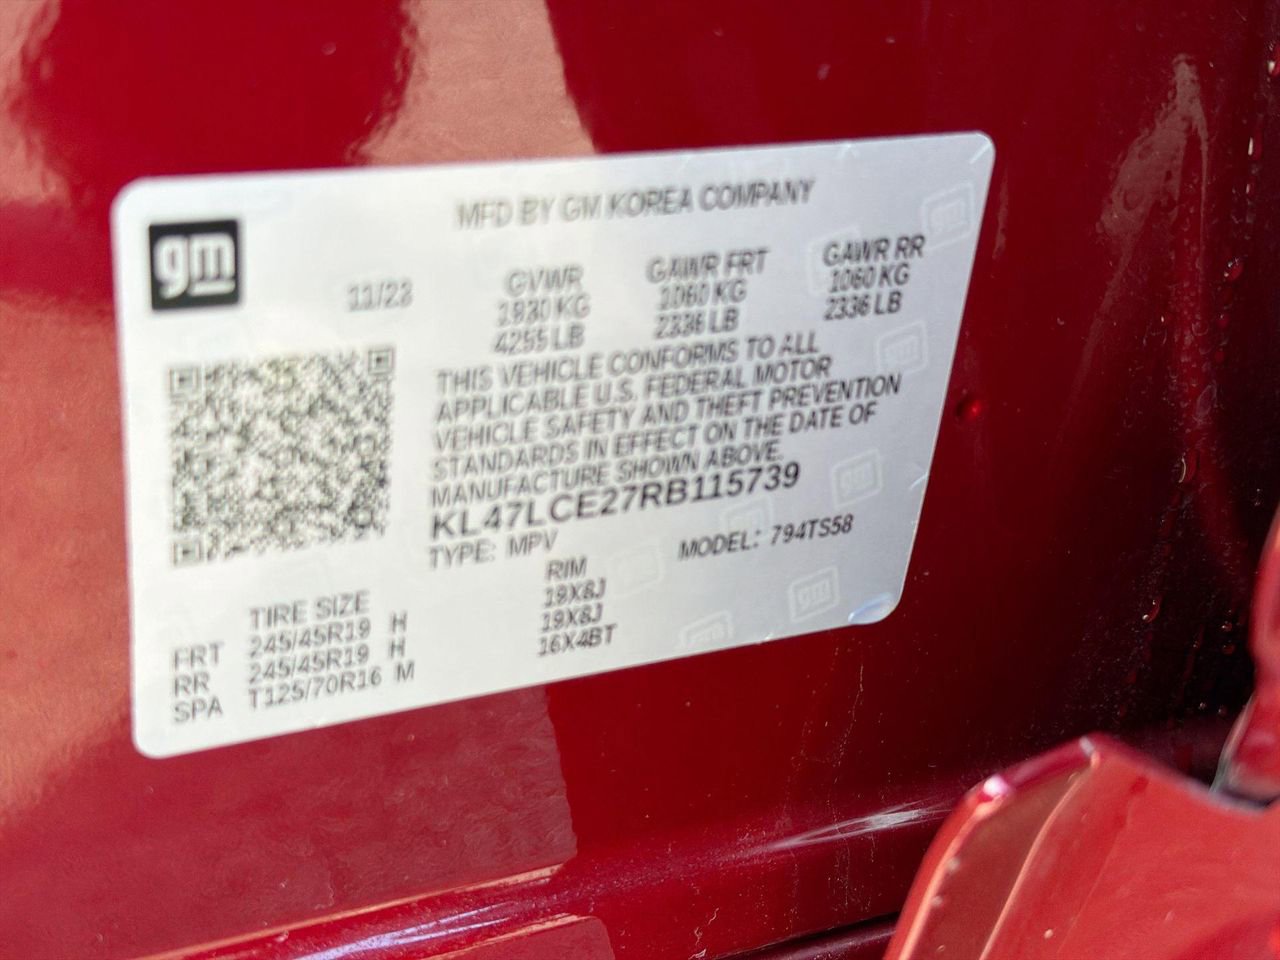 MFD BY GM KOREA COMPANY
gm
11/23
GVWR GAWR FRT GAWR RR
1930 KG 1060 KG 1060 KG
4255 LB 2336 LB 2336 LB
THIS VEHICLE CONFORMS TO ALL
APPLICABLE U.S. FEDERAL MOTOR
VEHICLE SAFETY AND THEFT PREVENTION
STANDARDS IN EFFECT ON THE DATE OF
MANUFACTURE SHOWN ABOVE.
KL47LCE27RB115739
TYPE: MPV MODEL: 794TS58
TIRE SIZE RIM
FRT 245/45R19 H 19X8J
RR 245/45R19 H 19X8J
SPA T125/70R16 M 16X4BT